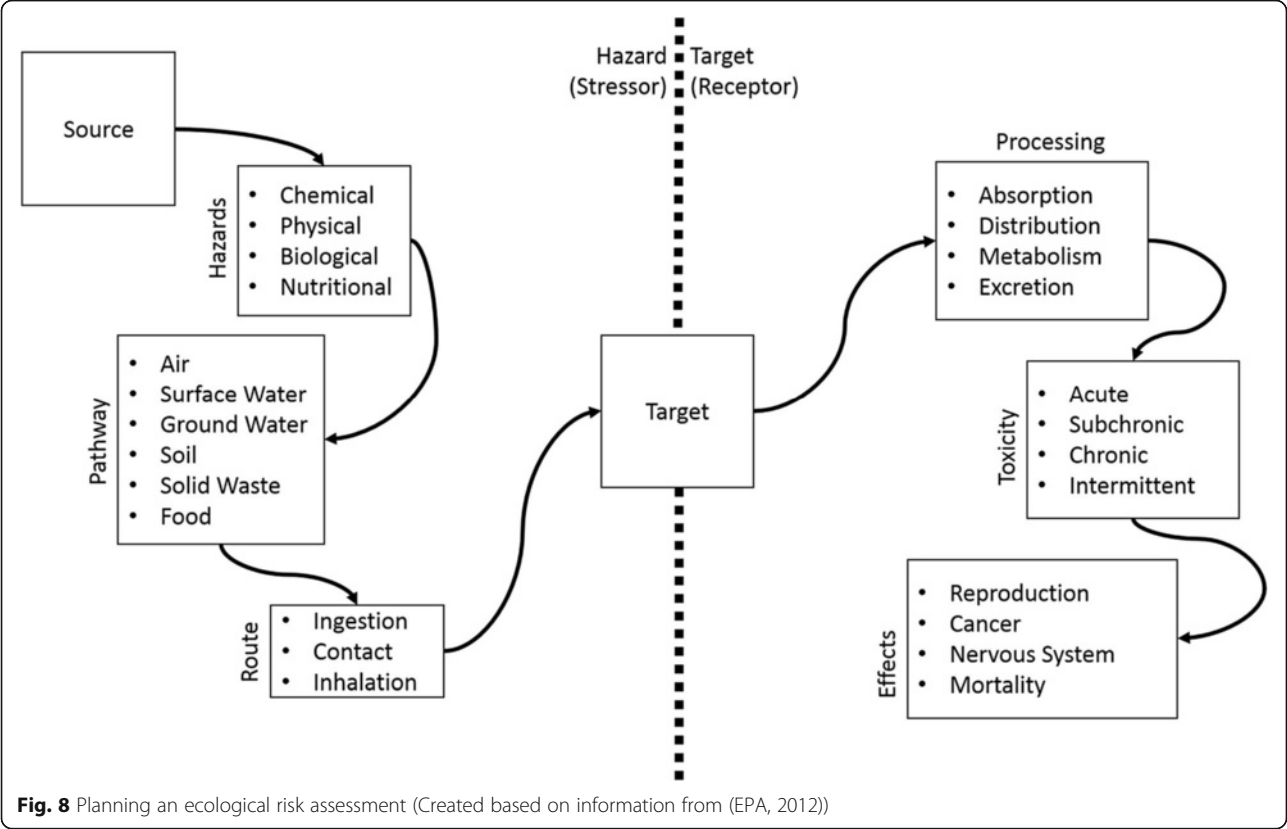 Hazard
(Stressor)
Target
(Receptor)
Source
Hazards
• Chemical
• Physical
• Biological
• Nutritional
Pathway
• Air
• Surface Water
• Ground Water
• Soil
• Solid Waste
• Food
Route
• Ingestion
• Contact
• Inhalation
Target
Processing
• Absorption
• Distribution
• Metabolism
• Excretion
Toxicity
• Acute
• Subchronic
• Chronic
• Intermittent
Effects
• Reproduction
• Cancer
• Nervous System
• Mortality
Fig. 8 Planning an ecological risk assessment (Created based on information from (EPA, 2012))